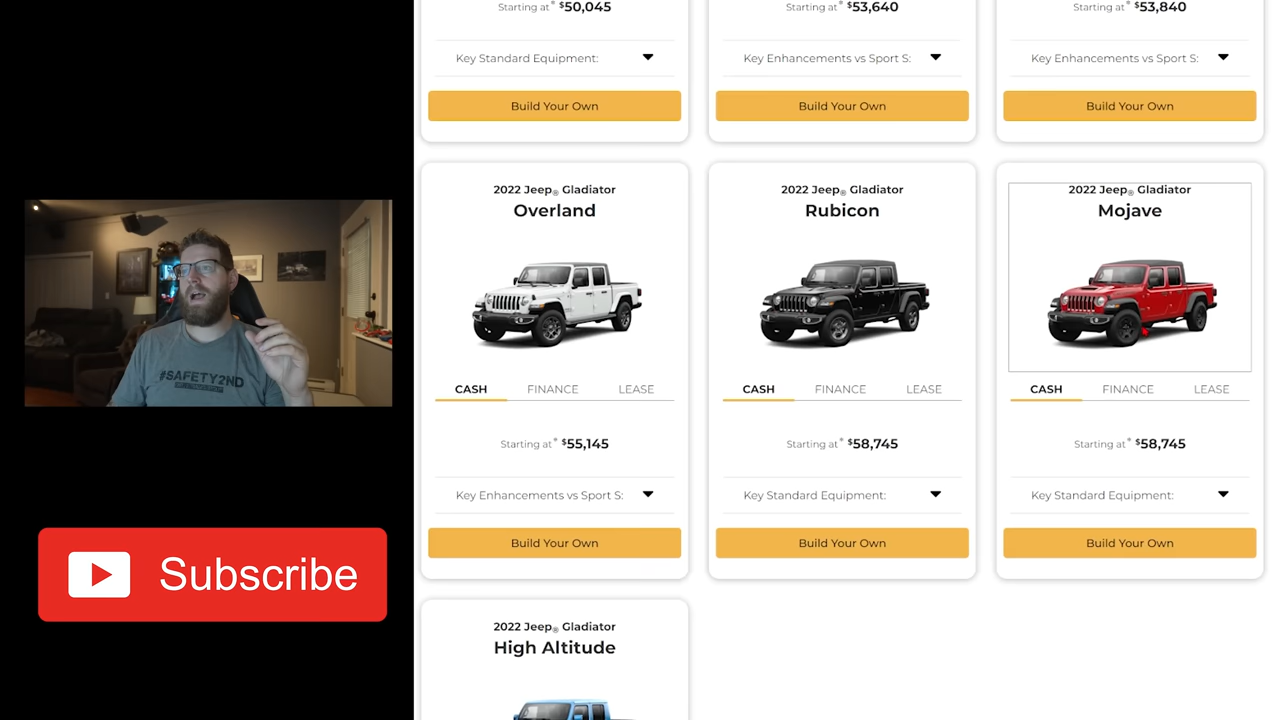 Starting at* $50,045
Starting at* $53,640
Starting at* $53,840
Key Standard Equipment:
Key Enhancements vs Sport S:
Key Enhancements vs Sport S:
Build Your Own
Build Your Own
Build Your Own
2022 Jeep® Gladiator
Overland
CASH FINANCE LEASE
Starting at* $55,145
Key Enhancements vs Sport S:
Build Your Own
2022 Jeep® Gladiator
Rubicon
CASH FINANCE LEASE
Starting at* $58,745
Key Standard Equipment:
Build Your Own
2022 Jeep® Gladiator
Mojave
CASH FINANCE LEASE
Starting at* $58,745
Key Standard Equipment:
Build Your Own
2022 Jeep® Gladiator
High Altitude
#SAFETY2ND
Subscribe